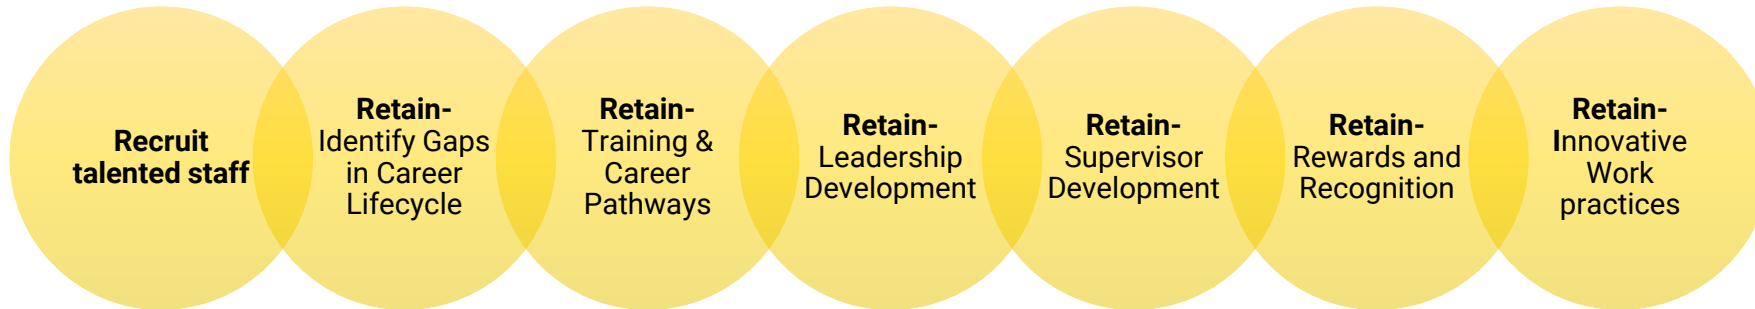 Recruit
talented staff
Retain-
Identify Gaps
in Career
Lifecycle
Retain-
Training &
Career
Pathways
Retain-
Leadership
Development
Retain-
Supervisor
Development
Retain-
Rewards and
Recognition
Retain-
Innovative
Work
practices